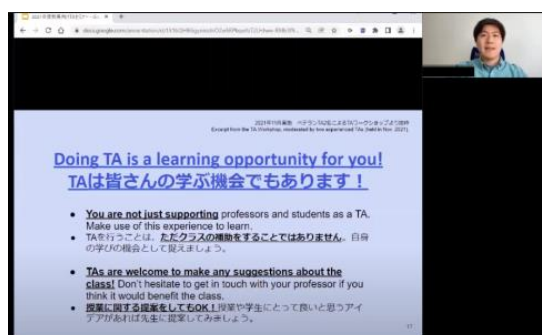 2021年11月実施 ベテランTA2名によるTAワークショップより抜粋
Excerpt from the TA Workshop, moderated by two experienced TAs (held in Nov. 2021).
Doing TA is a learning opportunity for you!
TAは皆さんの学ぶ機会でもあります！
● You are not just supporting professors and students as a TA.
Make use of this experience to learn.
● TAを行うことは、ただクラスの補助をすることではありません。自身
の学びの機会として捉えましょう。
● TAs are welcome to make any suggestions about the
class! Don't hesitate to get in touch with your professor if you
think it would benefit the class.
● 授業に関する提案をしてもOK！授業や学生にとって良いと思うアイ
デアがあれば先生に提案してみましょう。
17